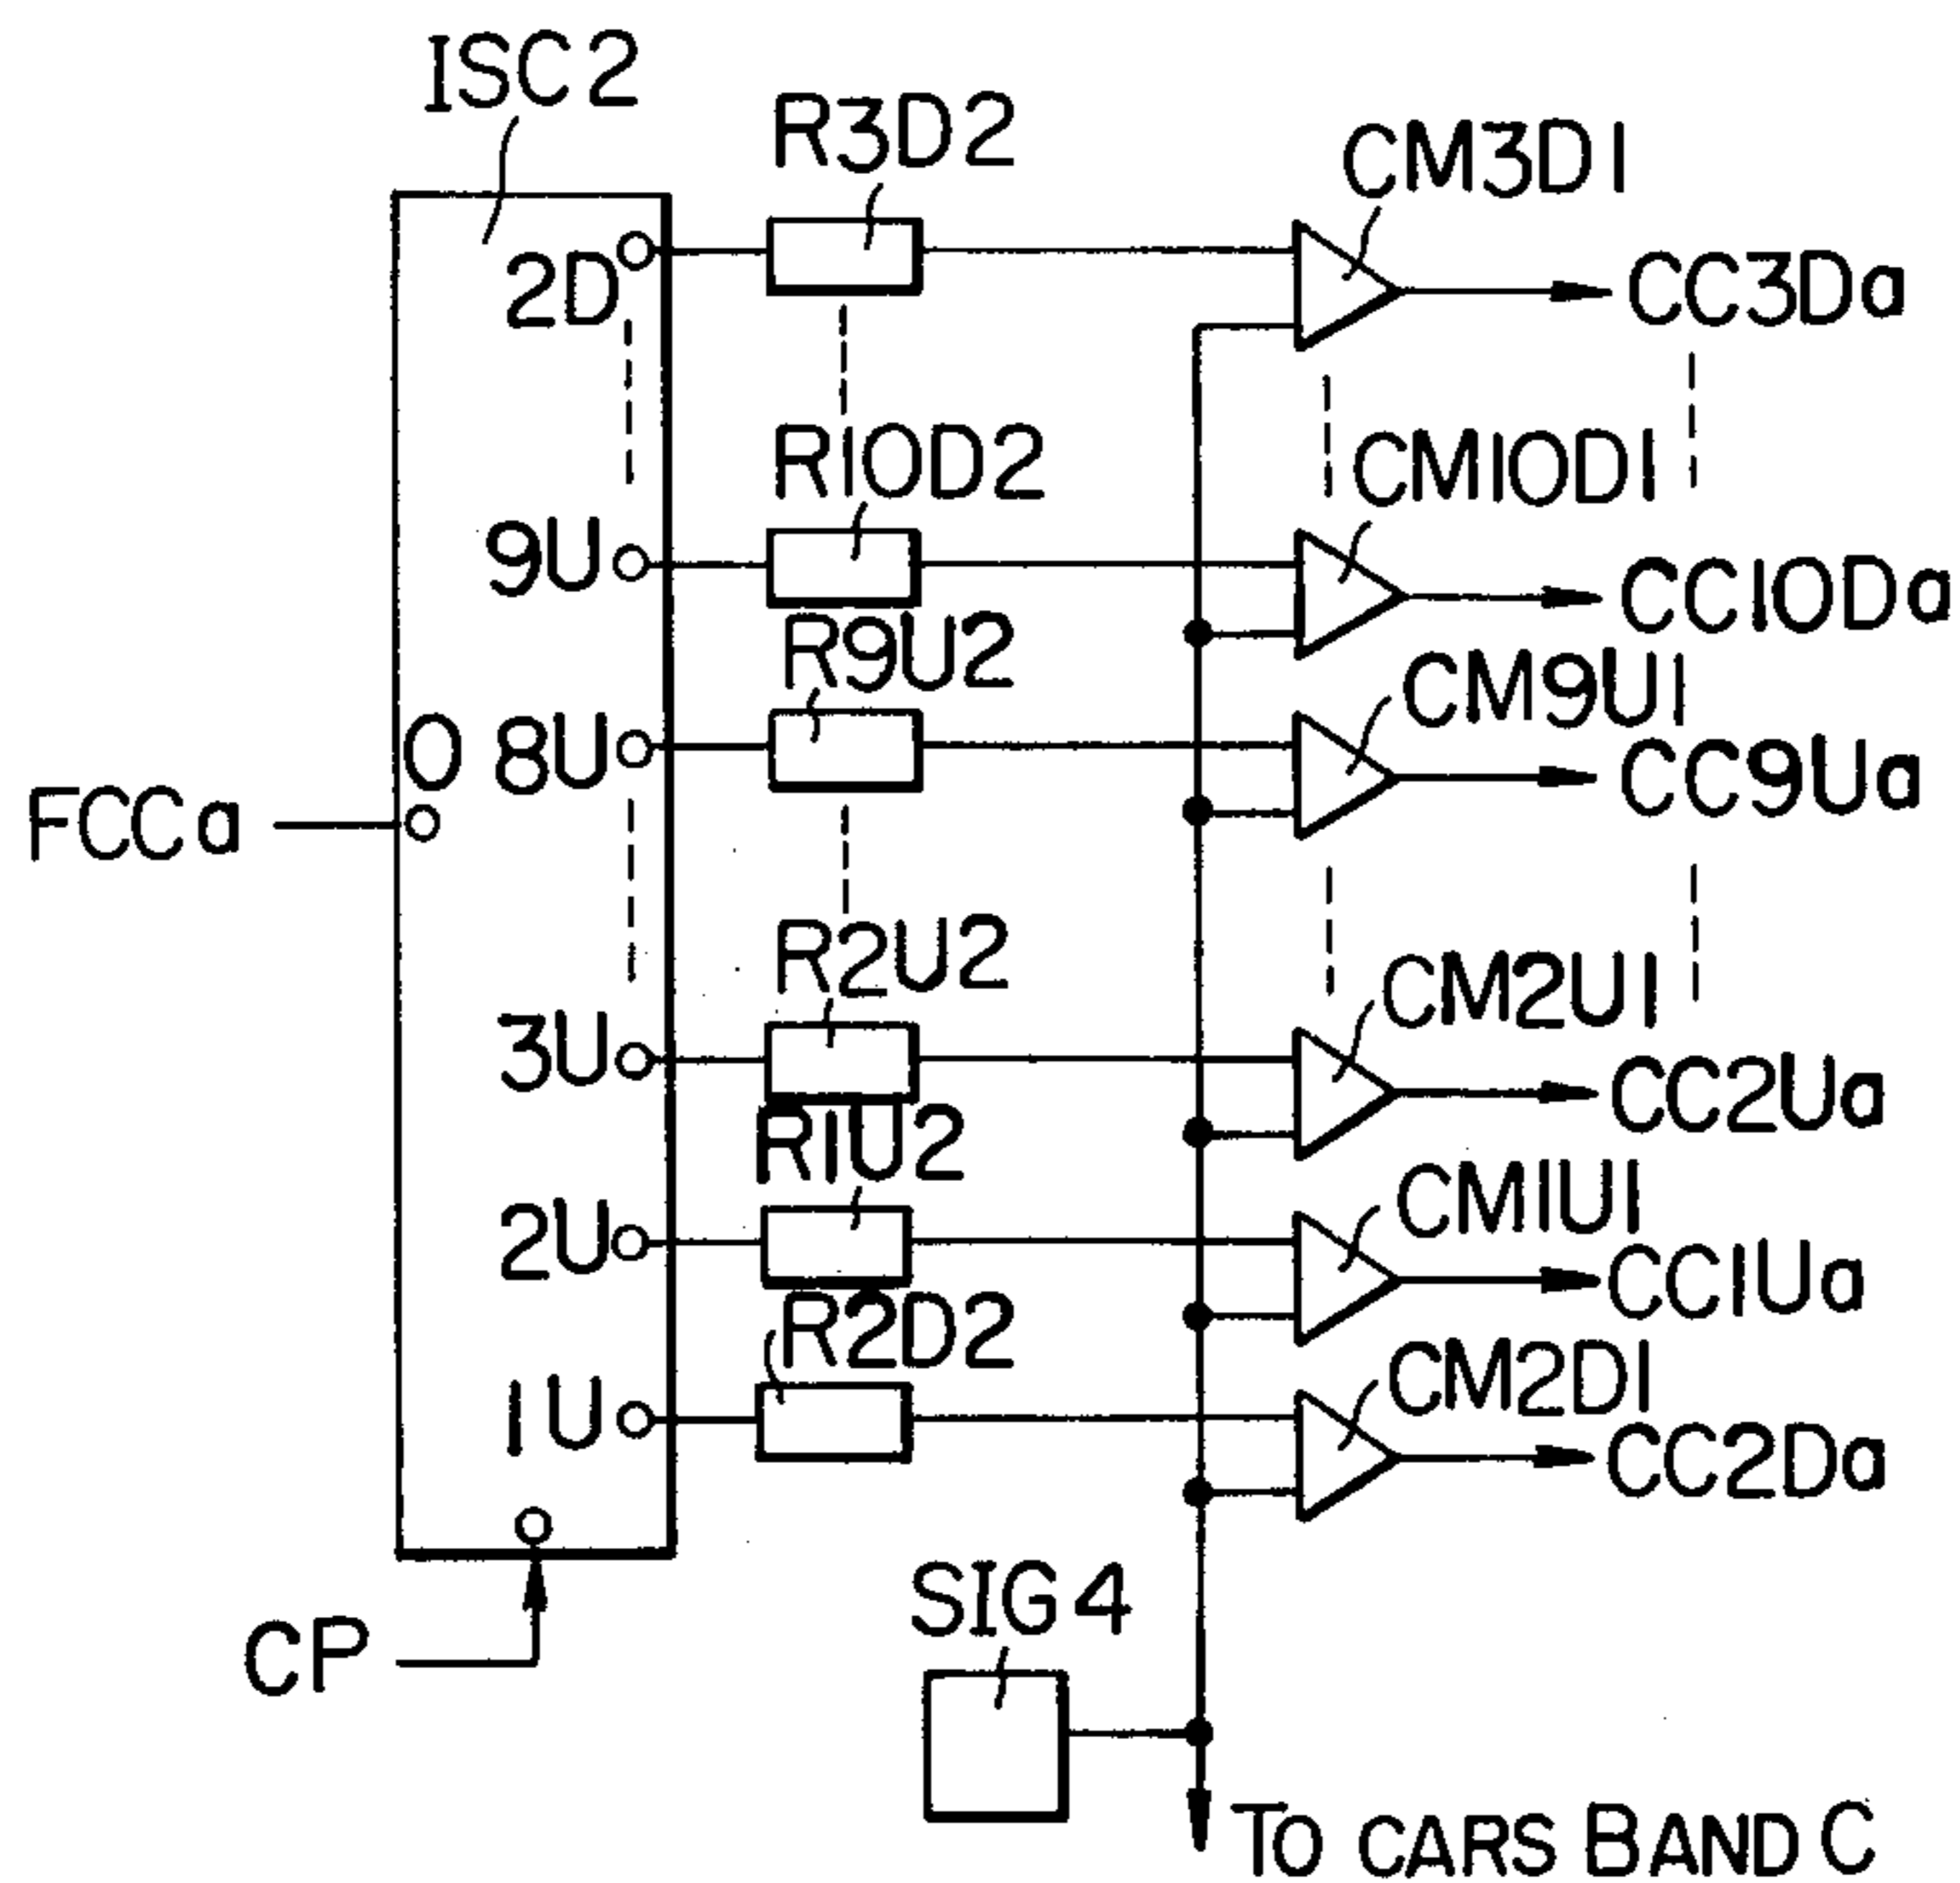 ISC2
R3D2
CM3D1
2D
CC3Da
R10D2
CM10D1
9U
CC10Da
R9U2
CM9U1
O 8U
CC9Ua
FCCa
R2U2
CM2U1
3U
CC2Ua
R1U2
CM1U1
2U
CC1Ua
R2D2
CM2D1
1U
CC2Da
SIG4
CP
TO CARS B AND C